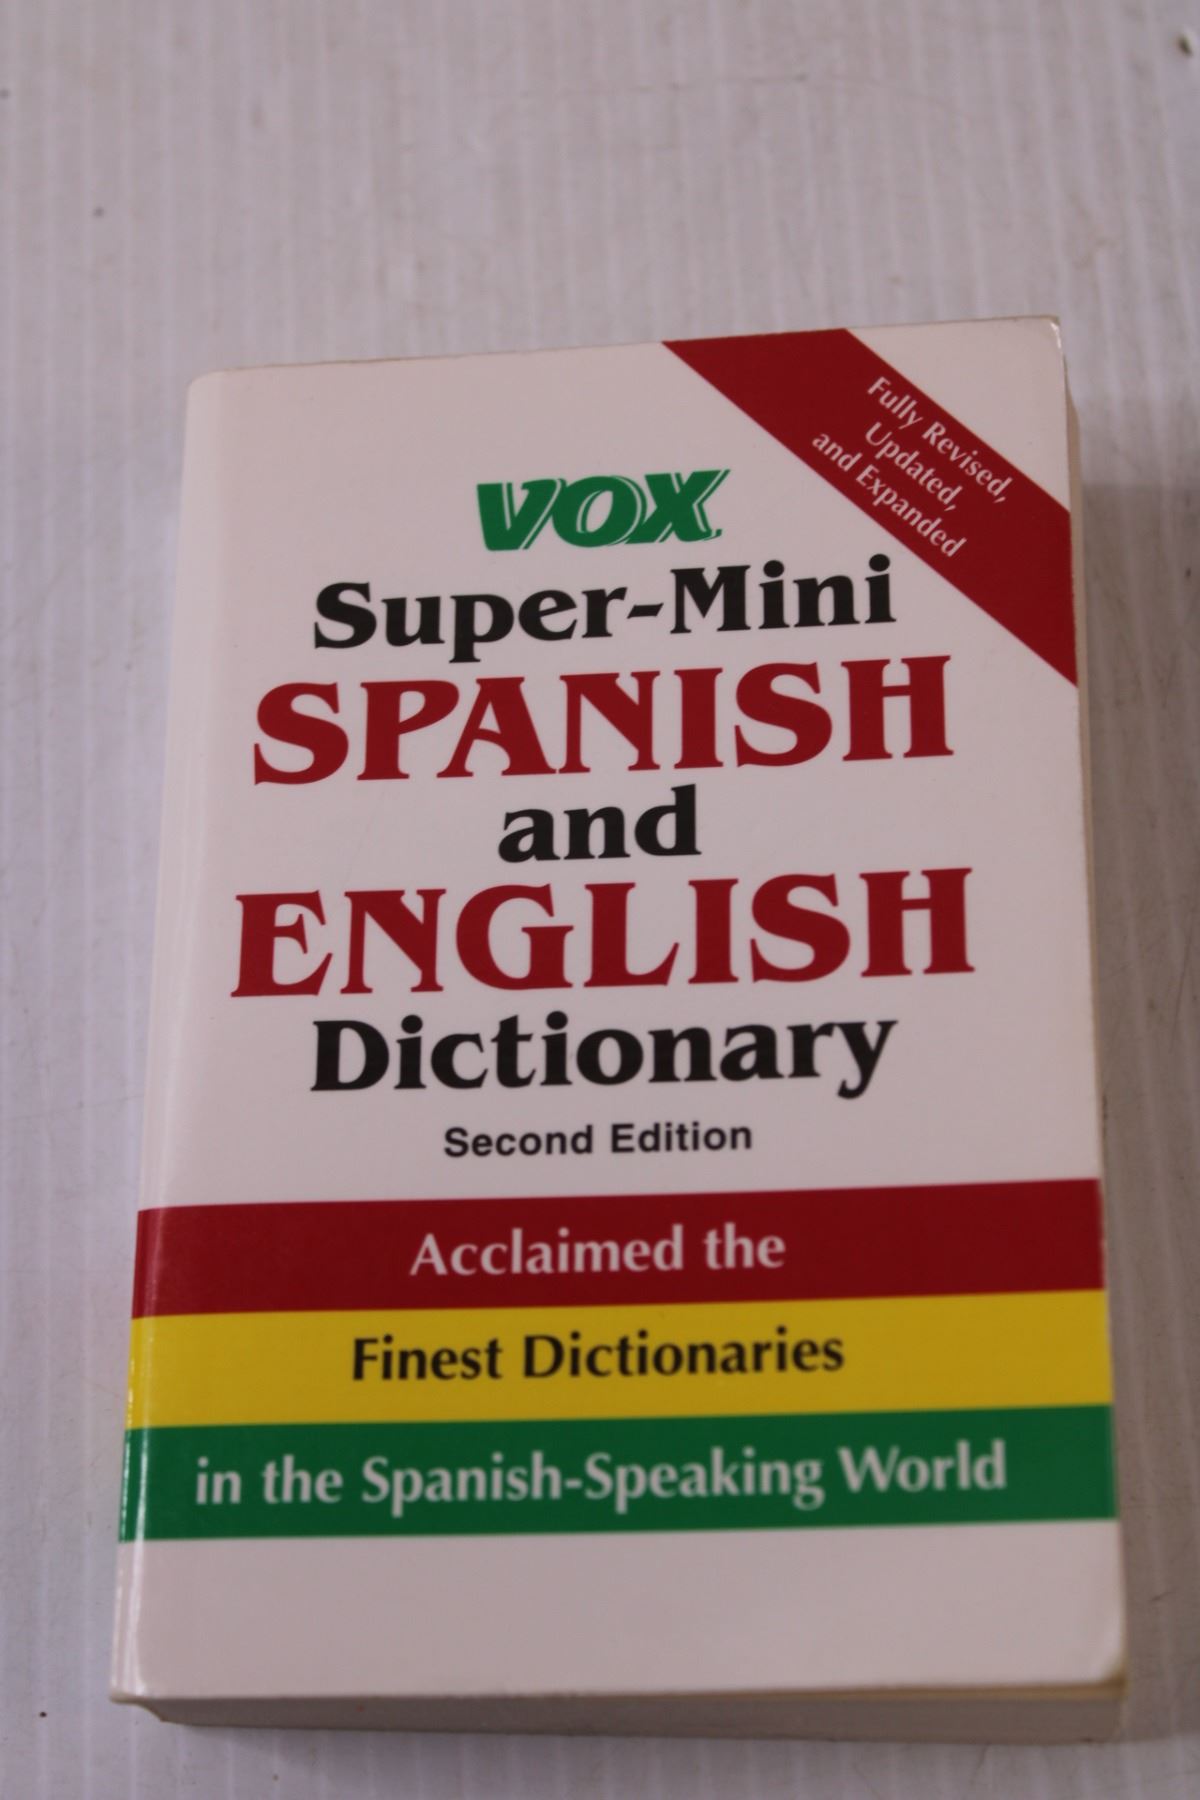 Fully Revised,
Updated,
and Expanded
VOX
Super-Mini
SPANISH
and
ENGLISH
Dictionary
Second Edition
Acclaimed the
Finest Dictionaries
in the Spanish-Speaking World